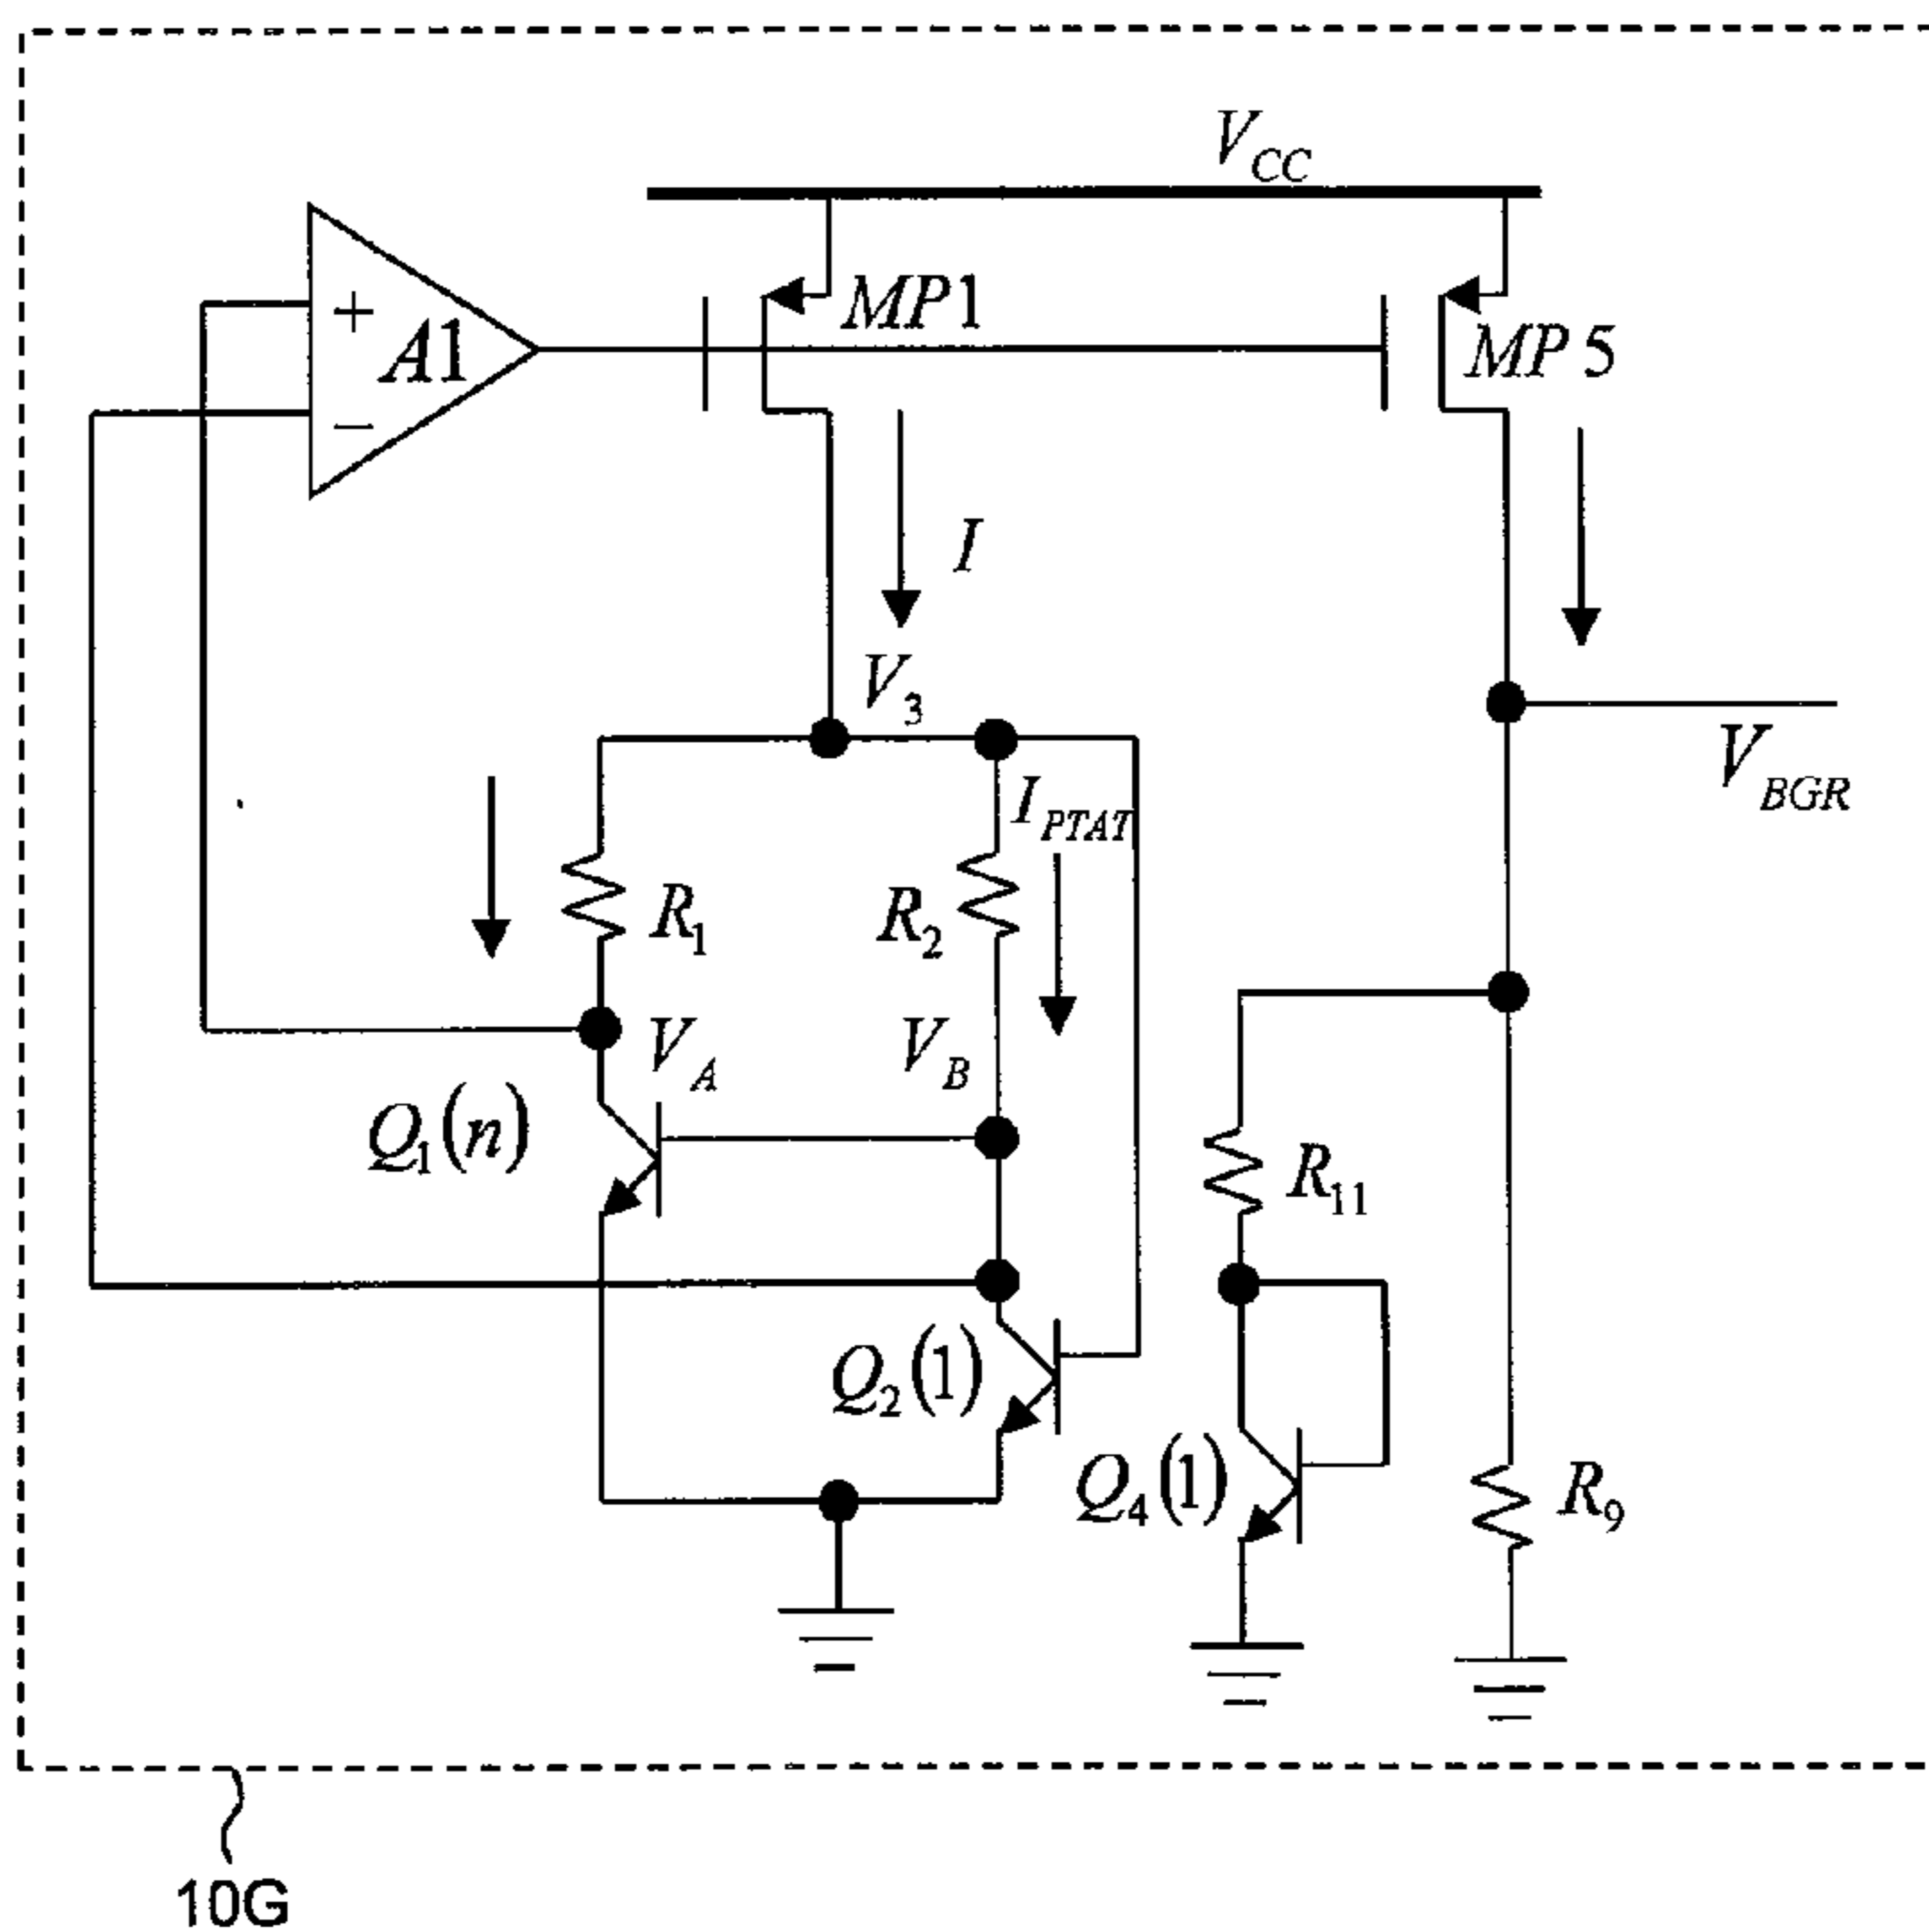 V_CC
+
A1
−
MP1
MP5
I
V_3
I_PTAT
V_BGR
R_1
R_2
V_A
V_B
Q_1(n)
R_11
Q_2(1)
Q_4(1)
R_9
10G